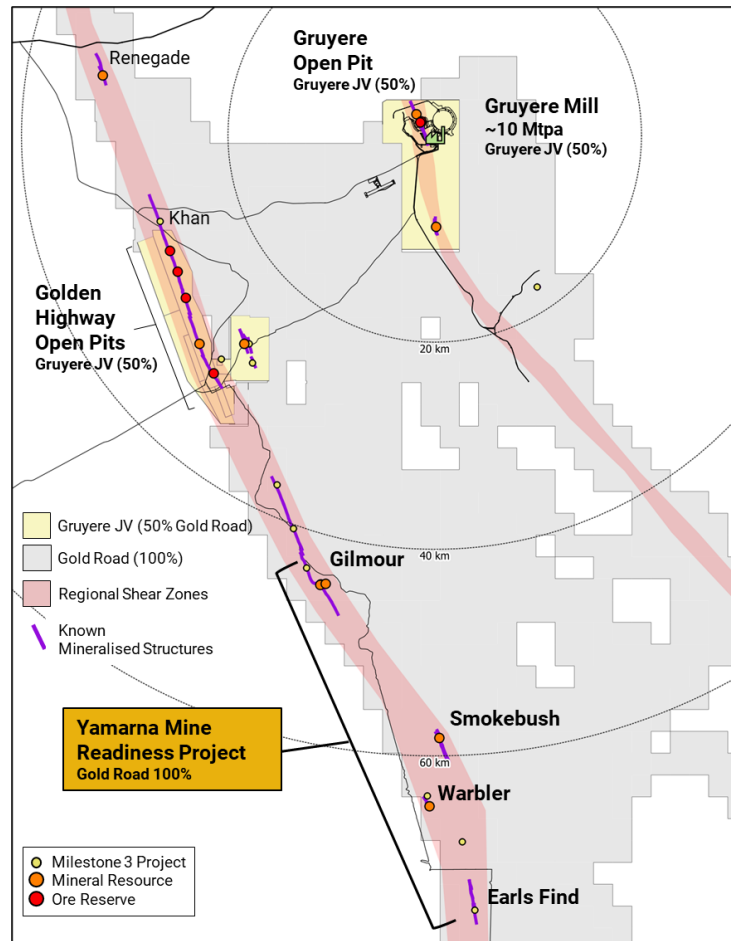 Renegade
Gruyere
Open Pit
Gruyere JV (50%)
Gruyere Mill
~10 Mtpa
Gruyere JV (50%)
Khan
Golden
Highway
Open Pits
Gruyere JV (50%)
20 km
Gruyere JV (50% Gold Road)
Gold Road (100%)
Regional Shear Zones
Known
Mineralised Structures
40 km
Gilmour
Yamarna Mine
Readiness Project
Gold Road 100%
Smokebush
60 km
Warbler
Earls Find
Milestone 3 Project
Mineral Resource
Ore Reserve